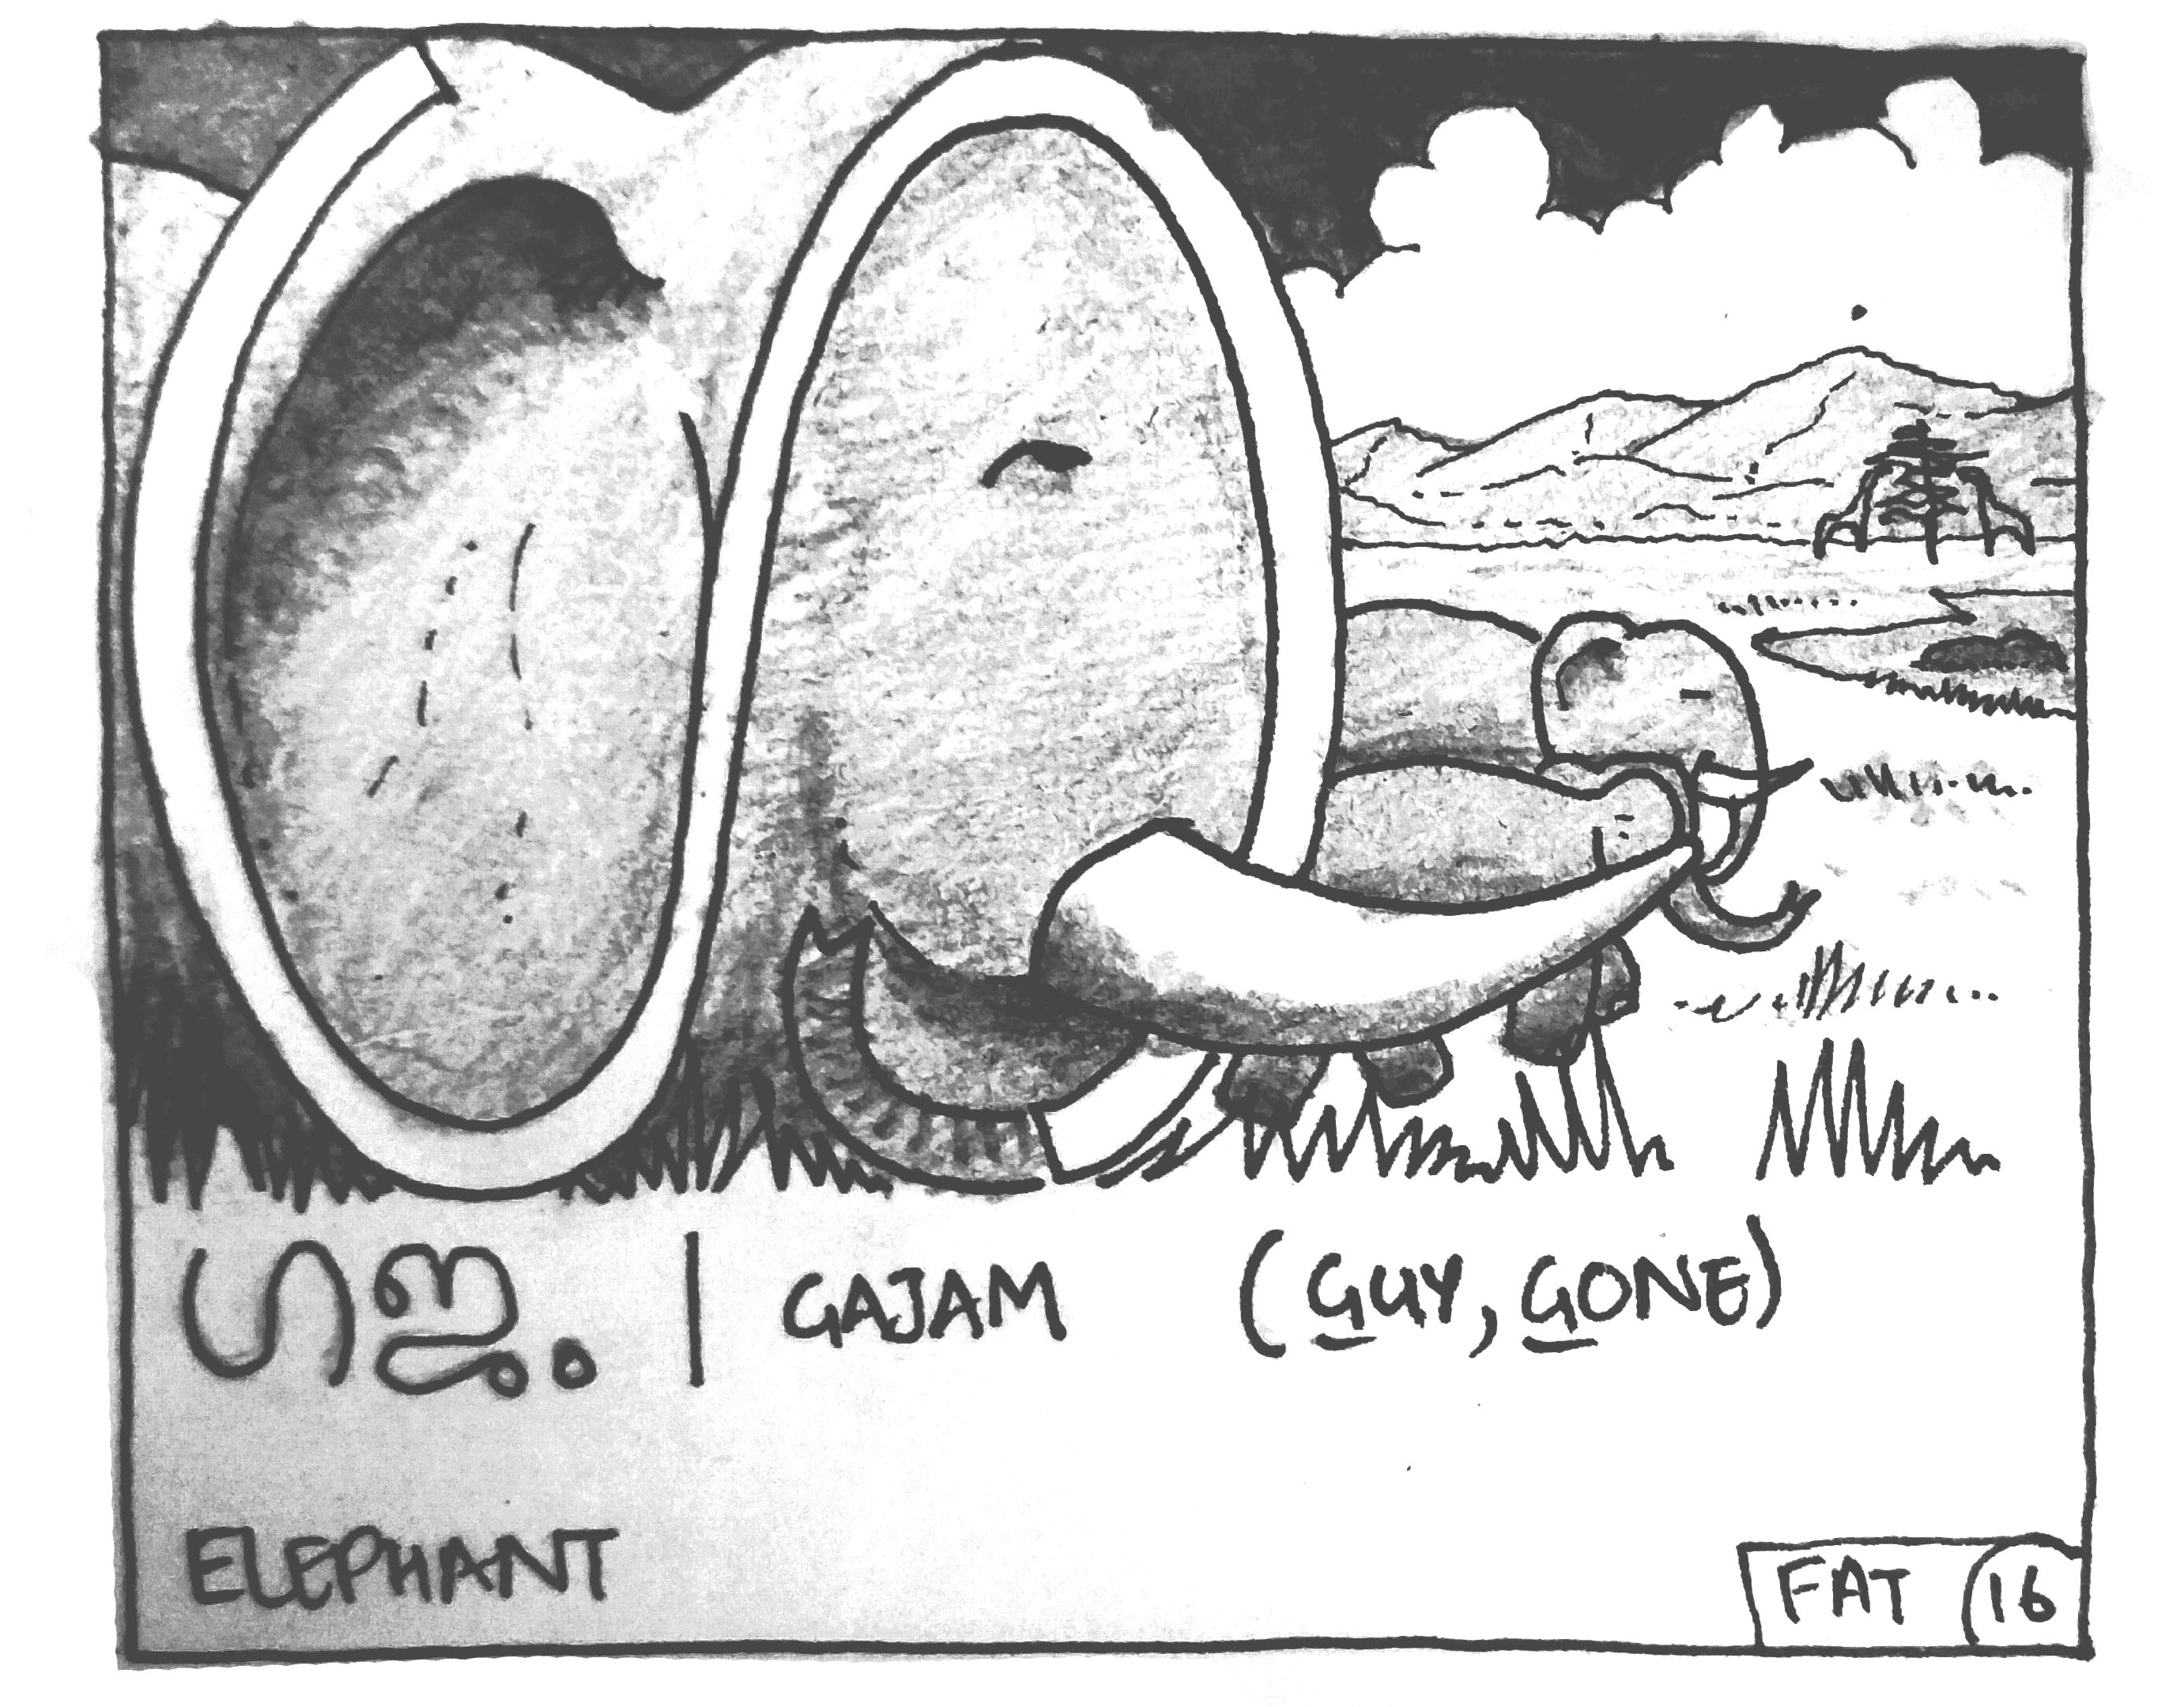 ഗ
ഗജം | GAJAM (GUY, GONE)
ELEPHANT
FAT 16